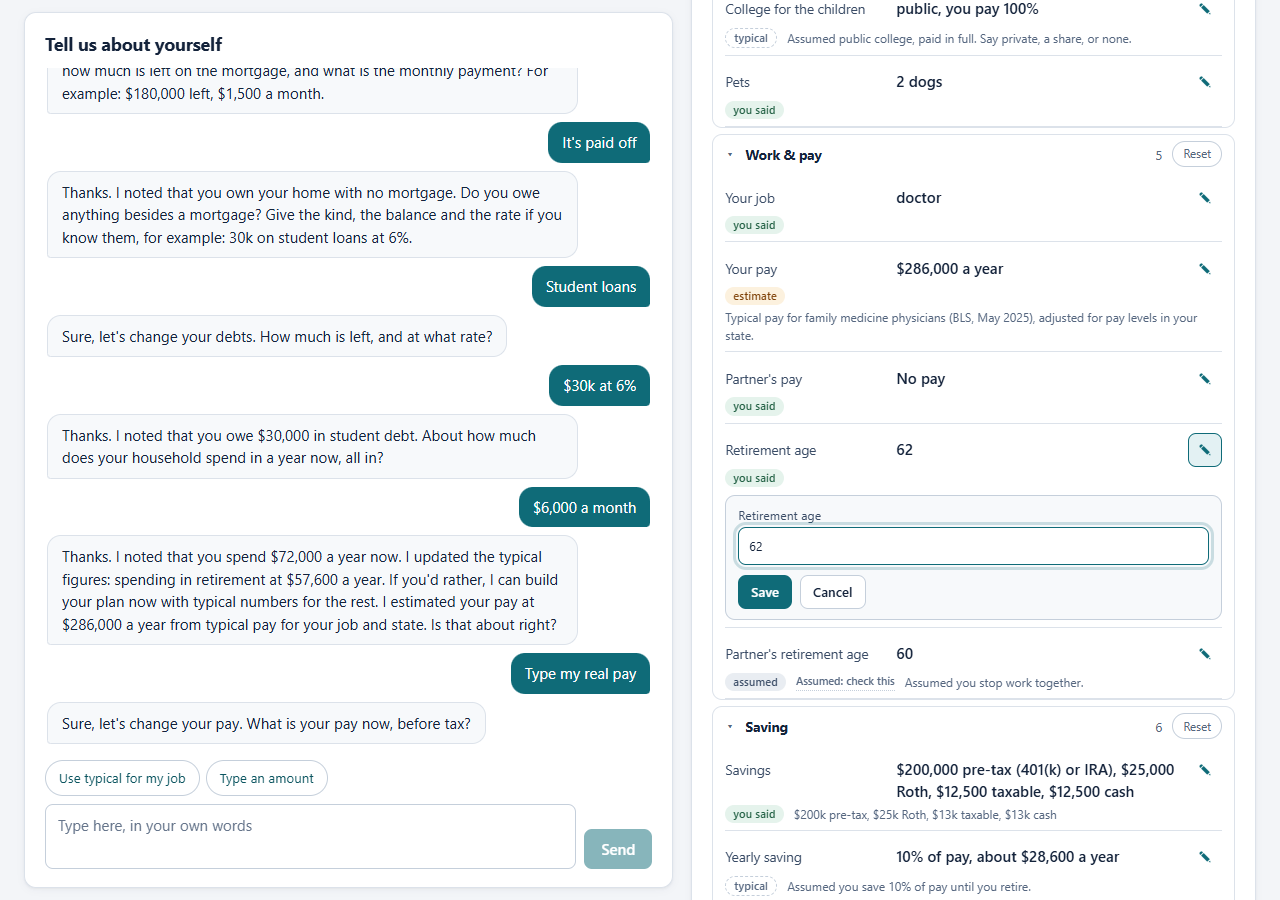 Tell us about yourself
how much is left on the mortgage, and what is the monthly payment? For
example: $180,000 left, $1,500 a month.
It's paid off
Thanks. I noted that you own your home with no mortgage. Do you owe
anything besides a mortgage? Give the kind, the balance and the rate if you
know them, for example: 30k on student loans at 6%.
Student loans
Sure, let's change your debts. How much is left, and at what rate?
$30k at 6%
Thanks. I noted that you owe $30,000 in student debt. About how much
does your household spend in a year now, all in?
$6,000 a month
Thanks. I noted that you spend $72,000 a year now. I updated the typical
figures: spending in retirement at $57,600 a year. If you'd rather, I can build
your plan now with typical numbers for the rest. I estimated your pay at
$286,000 a year from typical pay for your job and state. Is that about right?
Type my real pay
Sure, let's change your pay. What is your pay now, before tax?
Use typical for my job
Type an amount
Type here, in your own words
Send
College for the children
public, you pay 100%
typical
Assumed public college, paid in full. Say private, a share, or none.
Pets
2 dogs
you said
Work & pay
5
Reset
Your job
doctor
you said
Your pay
$286,000 a year
estimate
Typical pay for family medicine physicians (BLS, May 2025), adjusted for pay levels in your
state.
Partner's pay
No pay
you said
Retirement age
62
you said
Retirement age
62
Save
Cancel
Partner's retirement age
60
assumed
Assumed: check this
Assumed you stop work together.
Saving
6
Reset
Savings
$200,000 pre-tax (401(k) or IRA), $25,000
Roth, $12,500 taxable, $12,500 cash
you said
$200k pre-tax, $25k Roth, $13k taxable, $13k cash
Yearly saving
10% of pay, about $28,600 a year
typical
Assumed you save 10% of pay until you retire.